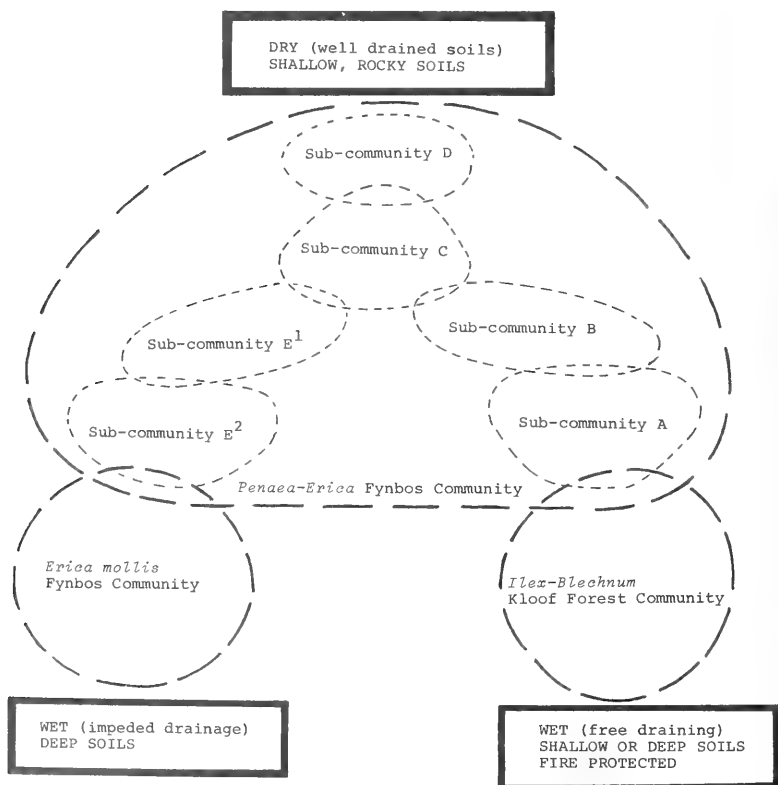 DRY (well drained soils)
SHALLOW, ROCKY SOILS
Sub-community D
Sub-community C
Sub-community E¹
Sub-community B
Sub-community E²
Sub-community A
Penaea-Erica Fynbos Community
Erica mollis
Fynbos Community
Ilex-Blechnum
Kloof Forest Community
WET (impeded drainage)
DEEP SOILS
WET (free draining)
SHALLOW OR DEEP SOILS
FIRE PROTECTED